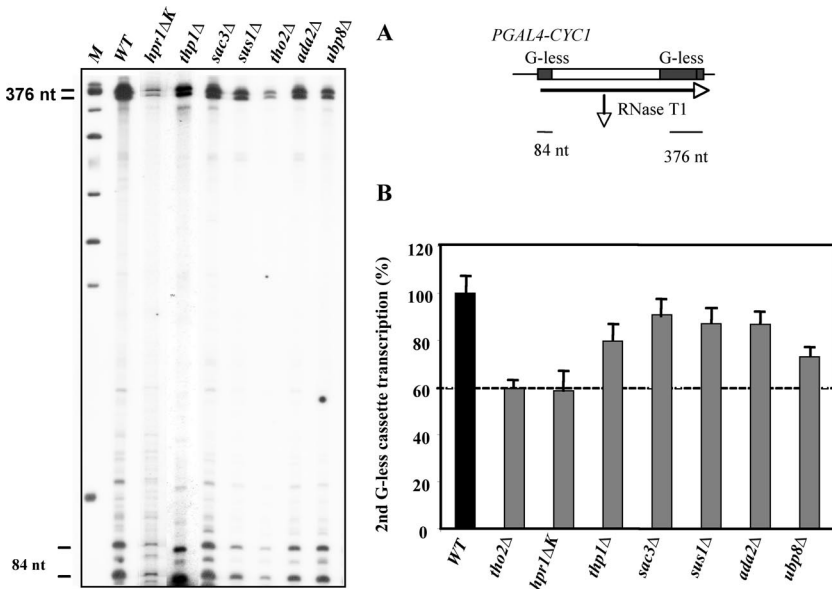 A
M WT hpr1ΔK thp1Δ sac3Δ sus1Δ tho2Δ ada2Δ ubp8Δ
376 nt
84 nt
PGAL4-CYC1
G-less G-less
RNase T1
84 nt 376 nt
B
2nd G-less cassette transcription (%)
120
100
80
60
40
20
0
WT tho2Δ hpr1ΔK thp1Δ sac3Δ sus1Δ ada2Δ ubp8Δ